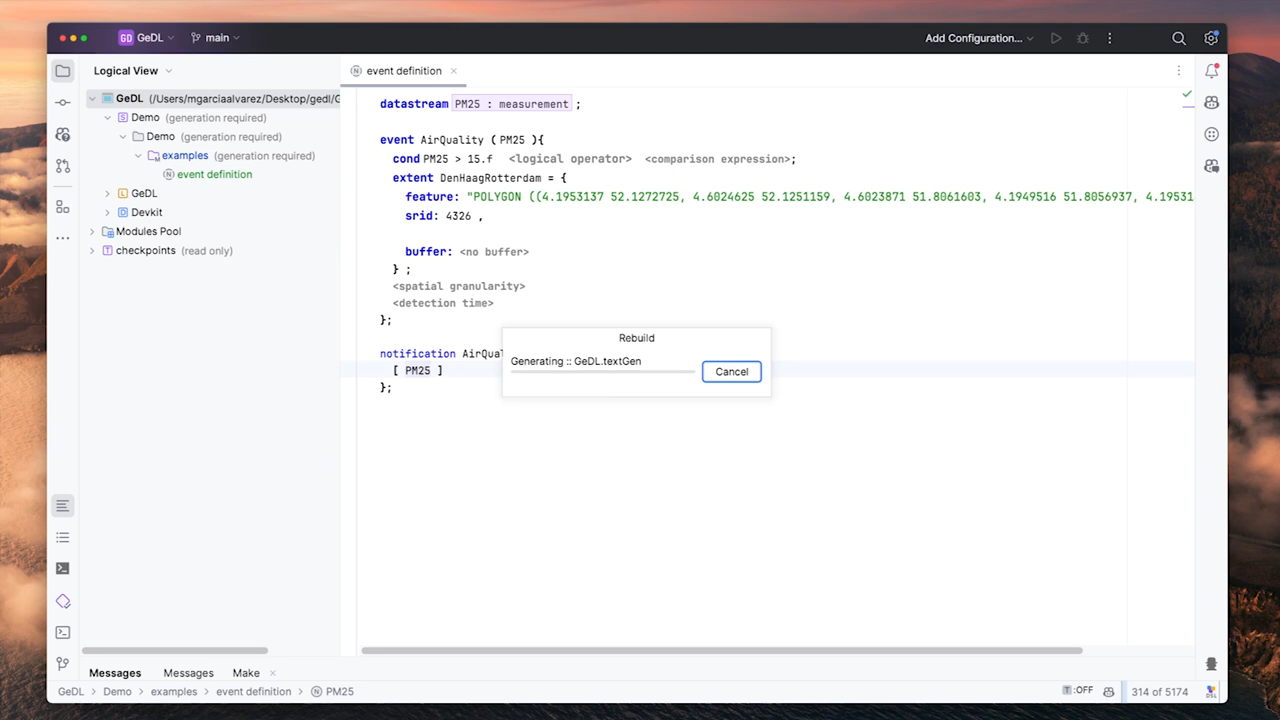 GD GeDL main Add Configuration...
Logical View
event definition
GeDL (/Users/mgarciaalvarez/Desktop/gedl/G
Demo (generation required)
Demo (generation required)
examples (generation required)
event definition
GeDL
Devkit
Modules Pool
checkpoints (read only)
datastream PM25 : measurement ;
event AirQuality ( PM25 ){
cond PM25 > 15.f <logical operator> <comparison expression>;
extent DenHaagRotterdam = {
feature: "POLYGON ((4.1953137 52.1272725, 4.6024625 52.1251159, 4.6023871 51.8061603, 4.1949516 51.8056937, 4.19531
srid: 4326 ,
buffer: <no buffer>
} ;
<spatial granularity>
<detection time>
};
notification AirQual
[ PM25 ]
};
Rebuild
Generating :: GeDL.textGen
Cancel
Messages Messages Make
GeDL > Demo > examples > event definition > PM25
T:OFF
314 of 5174
DSL